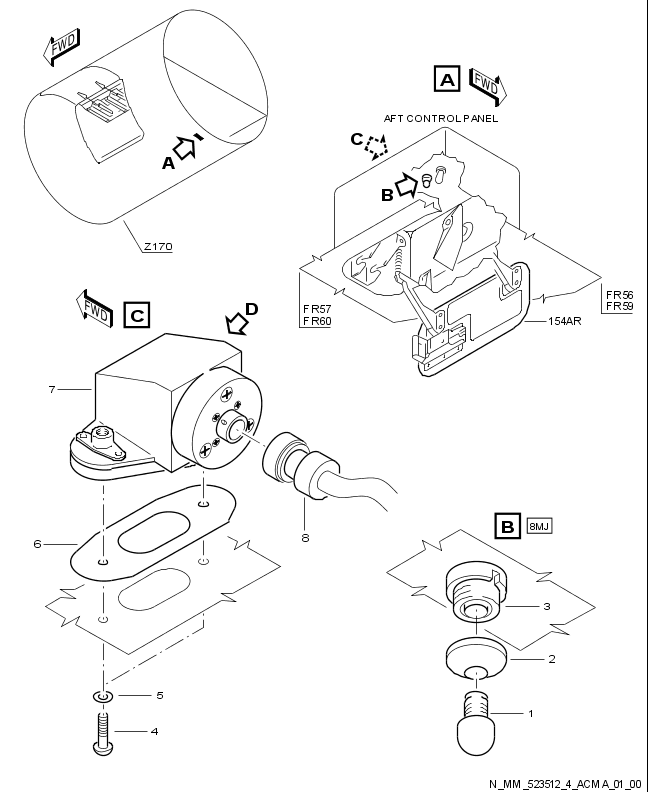 FWD
A
Z170
A
FWD
AFT CONTROL PANEL
C
B
FR57
FR60
FR56
FR59
154AR
FWD
C
D
7
6
8
5
4
B
8MJ
3
2
1
N_MM_523512_4_ACMA_01_00